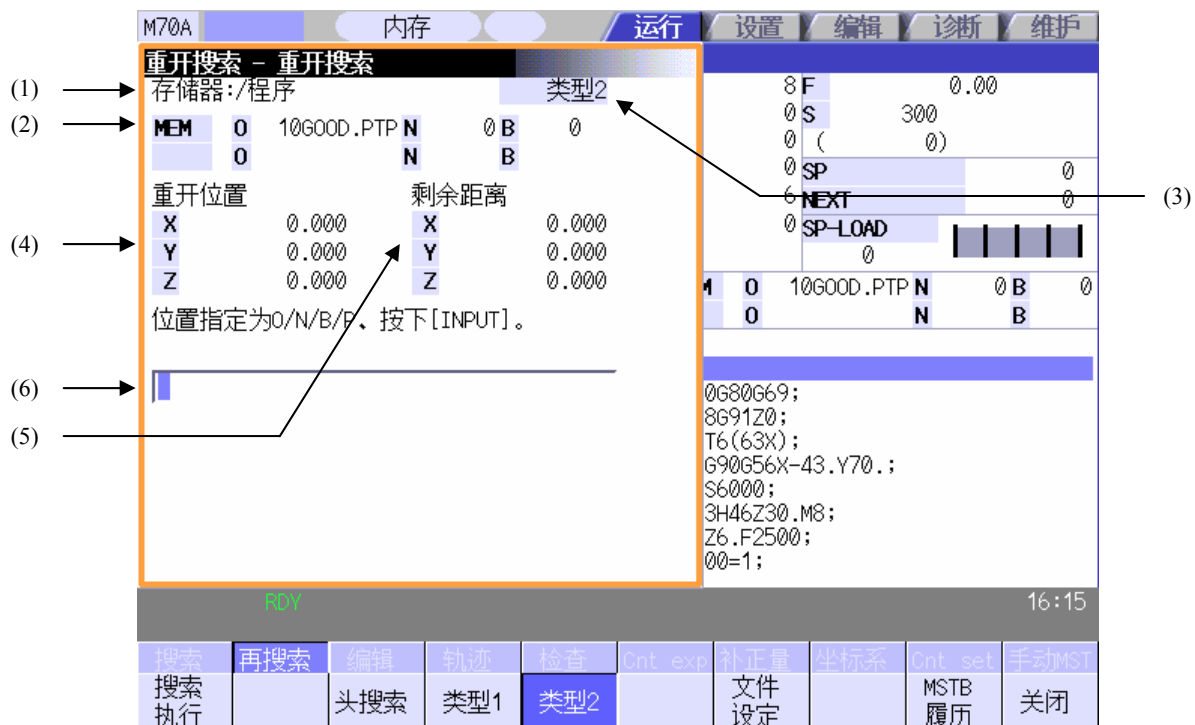 M70A 内存 运行 设置 编辑 诊断 维护
重开搜索 - 重开搜索
(1) 存储器:/程序 类型2
(2) MEM O 10GOOD.PTP N 0 B 0
O N B
(3)
重开位置 剩余距离
X 0.000 X 0.000
(4) Y 0.000 Y 0.000
Z 0.000 Z 0.000
位置指定为O/N/B/P、按下[INPUT]。
(6)
(5)
8 F 0.00
0 S 300
0 ( 0)
0 SP 0
6 NEXT 0
0 SP-LOAD
0
M O 10GOOD.PTP N 0 B 0
O N B
0G80G69;
8G91Z0;
T6(63X);
G90G56X-43.Y70.;
S6000;
3H46Z30.M8;
Z6.F2500;
00=1;
RDY 16:15
搜索 再搜索 编辑 轨迹 检查 Cnt exp 补正量 坐标系 Cnt set 手动MST
搜索执行 头搜索 类型1 类型2 文件设定 MSTB履历 关闭